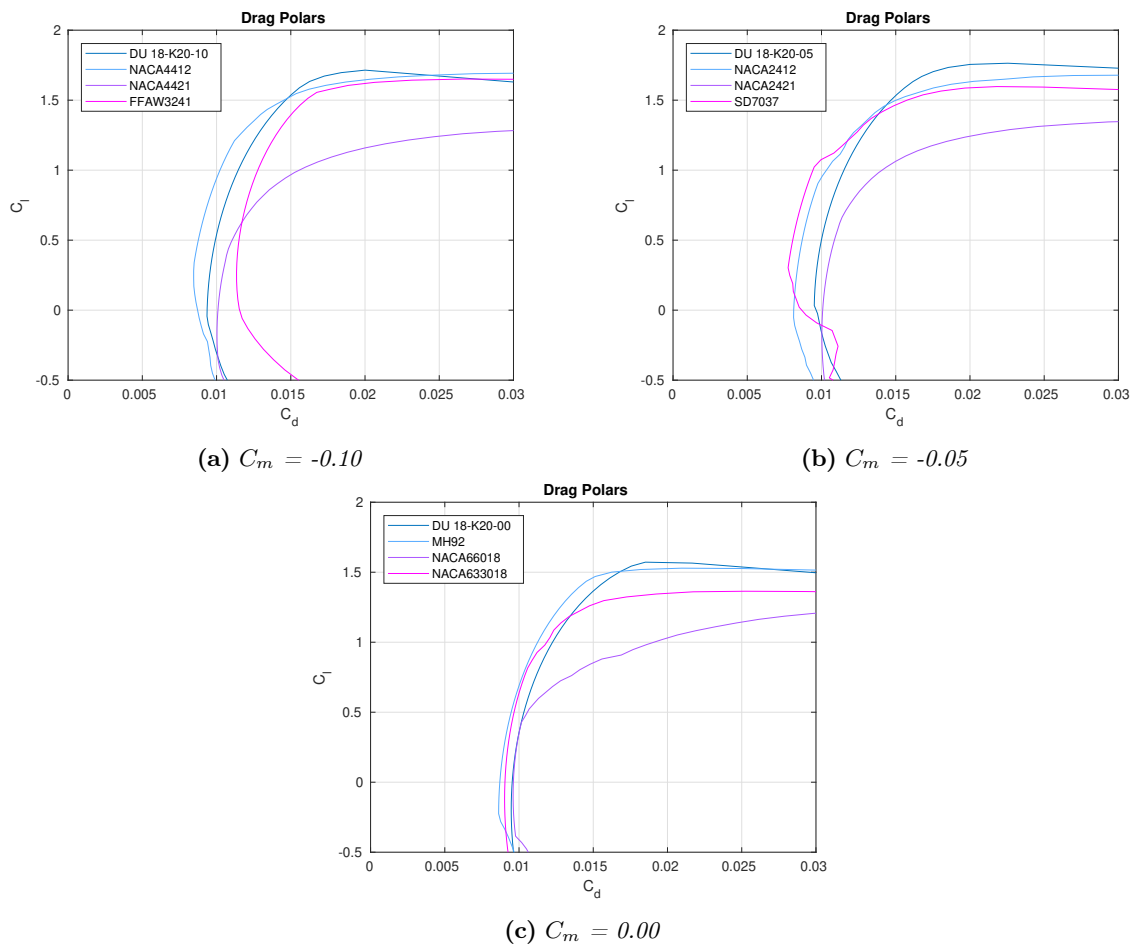 Drag Polars
2
1.5
1
0.5
0
-0.5
C_l
DU 18-K20-10
NACA4412
NACA4421
FFAW3241
0 0.005 0.01 0.015 0.02 0.025 0.03
C_d
(a) C_m = -0.10
Drag Polars
2
1.5
1
0.5
0
-0.5
C_l
DU 18-K20-05
NACA2412
NACA2421
SD7037
0 0.005 0.01 0.015 0.02 0.025 0.03
C_d
(b) C_m = -0.05
Drag Polars
2
1.5
1
0.5
0
-0.5
C_l
DU 18-K20-00
MH92
NACA66018
NACA633018
0 0.005 0.01 0.015 0.02 0.025 0.03
C_d
(c) C_m = 0.00